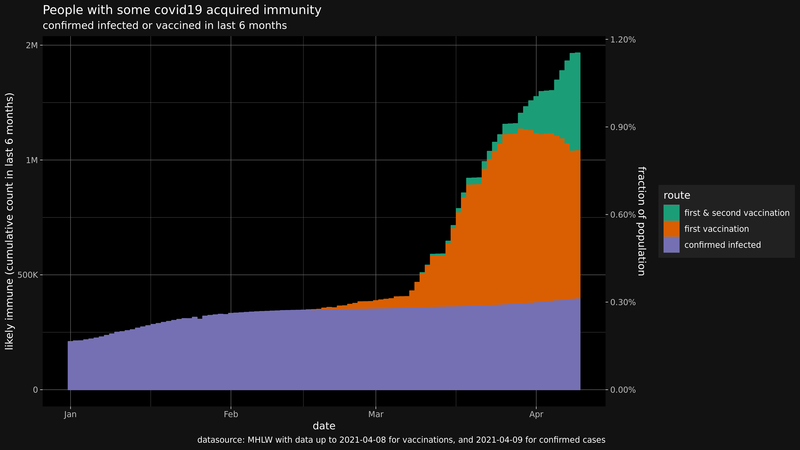 People with some covid19 acquired immunity
confirmed infected or vaccined in last 6 months
likely immune (cumulative count in last 6 months)
2M
1M
500K
0
1.20%
0.90%
0.60%
0.30%
0.00%
fraction of population
Jan
Feb
Mar
Apr
date
route
first & second vaccination
first vaccination
confirmed infected
datasource: MHLW with data up to 2021-04-08 for vaccinations, and 2021-04-09 for confirmed cases